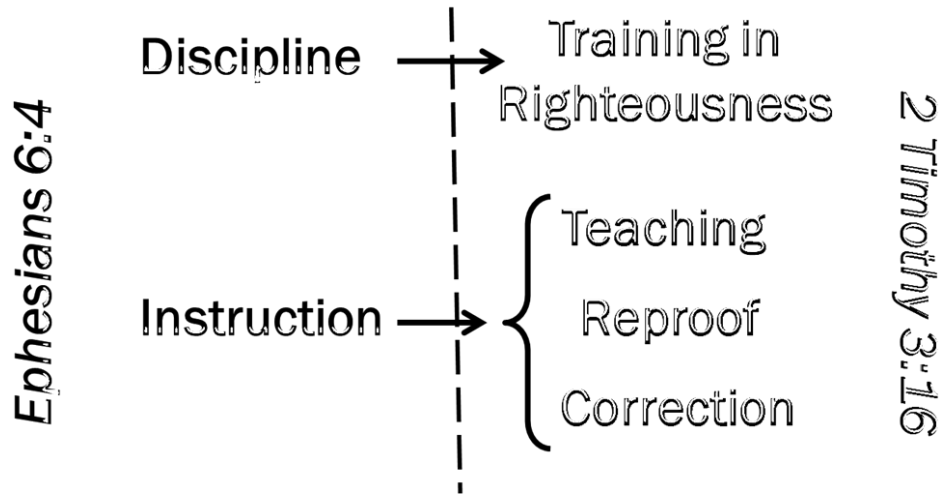 Ephesians 6:4
Discipline
Training in
Righteousness
Instruction
Teaching
Reproof
Correction
2 Timothy 3:16